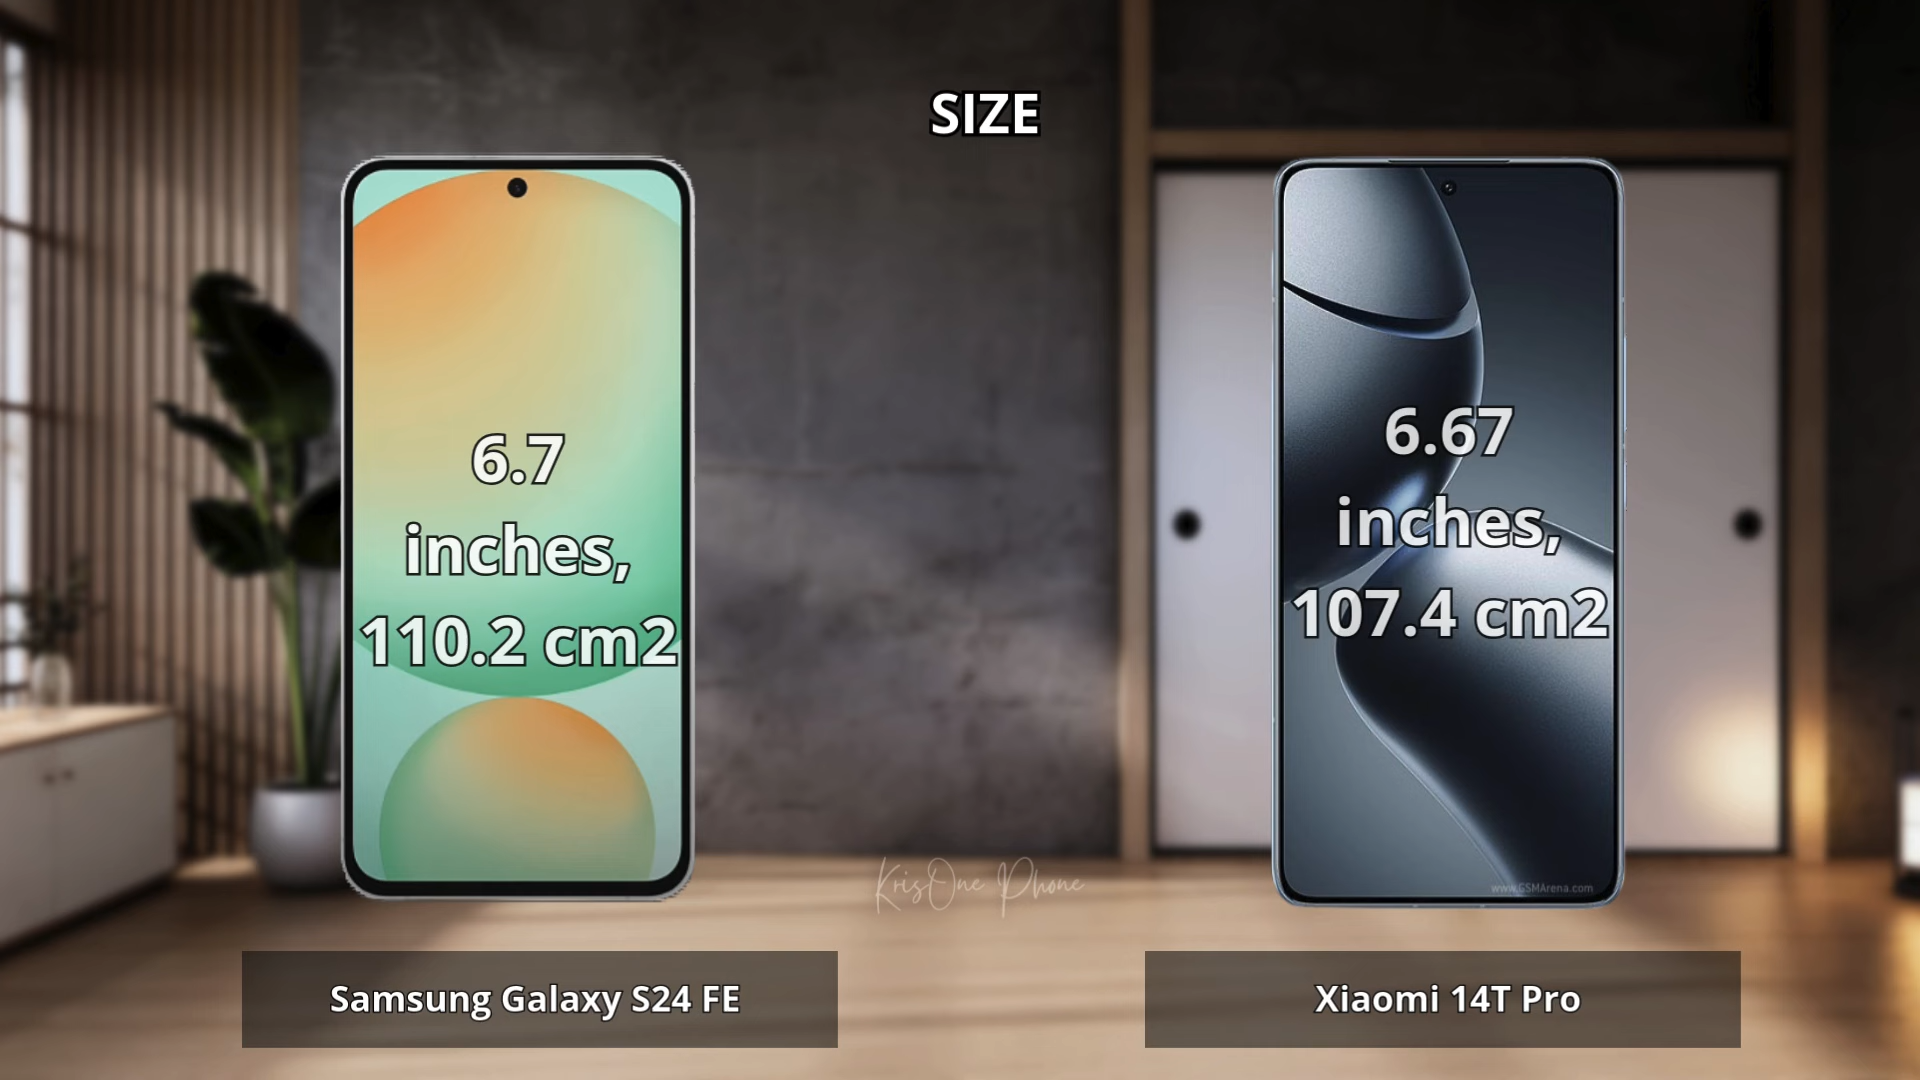 SIZE
6.7
inches,
110.2 cm2
6.67
inches,
107.4 cm2
www.GSMArena.com
KrisOne Phone
Samsung Galaxy S24 FE
Xiaomi 14T Pro